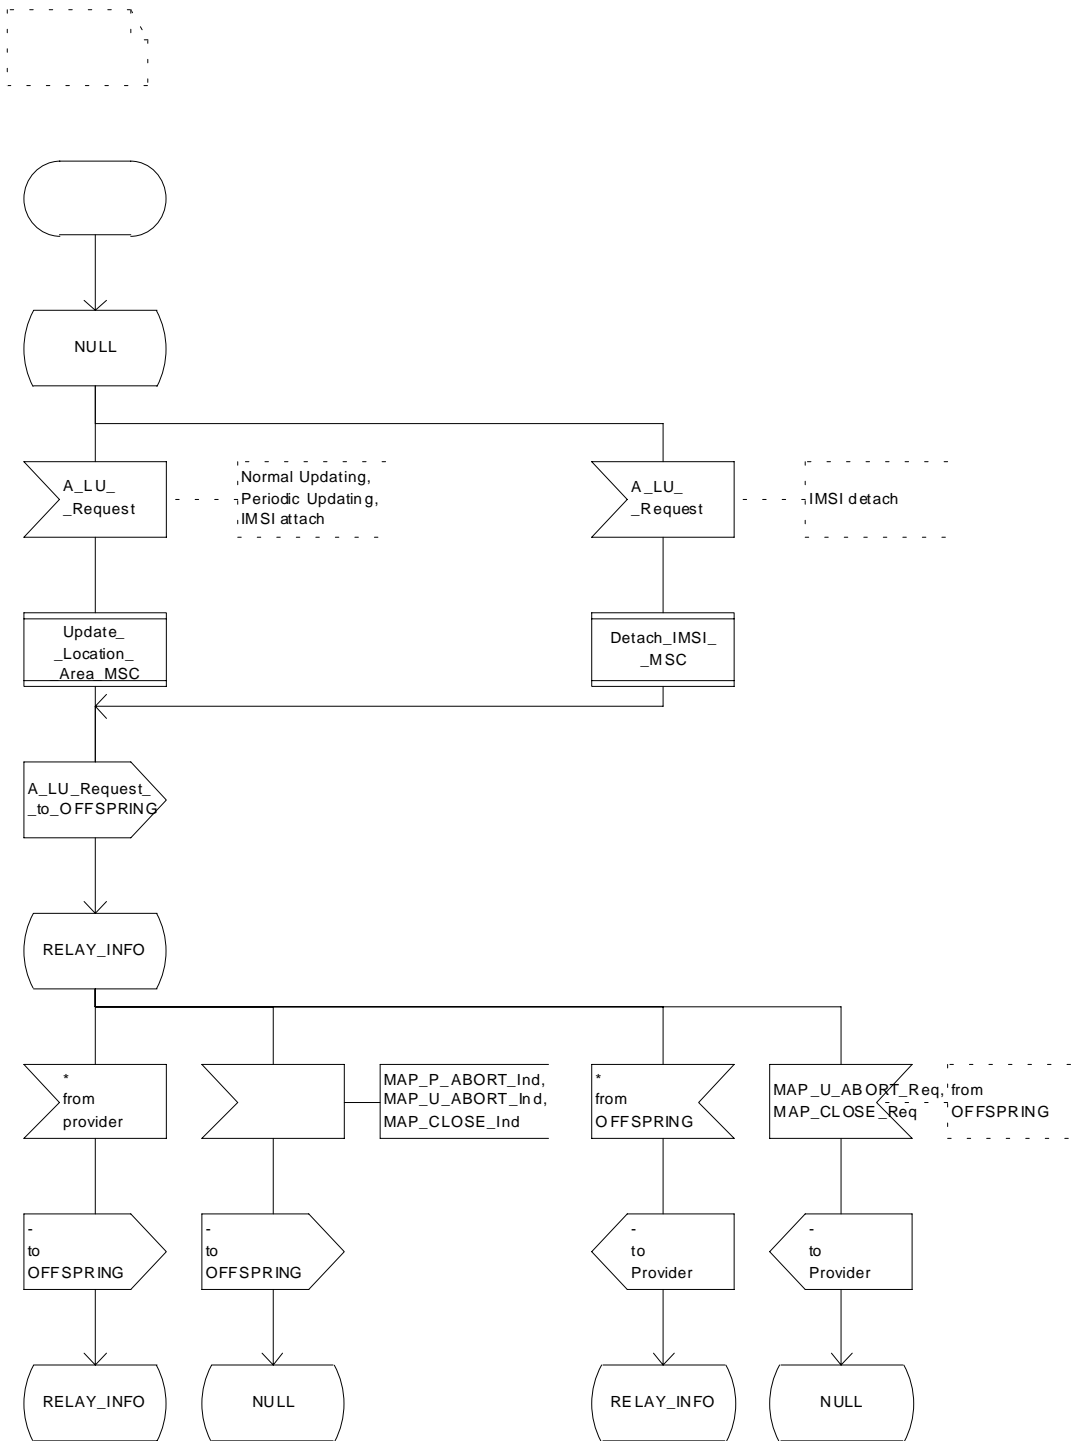 NULL
A_LU_
_Request
Normal Updating,
Periodic Updating,
IMSI attach
A_LU_
_Request
IMSI detach
Update_
_Location_
_Area_MSC
Detach_IMSI_
_MSC
A_LU_Request_
_to_OFFSPRING
RELAY_INFO
*
from
provider
MAP_P_ABORT_Ind,
MAP_U_ABORT_Ind,
MAP_CLOSE_Ind
*
from
OFFSPRING
MAP_U_ABORT_Req,
MAP_CLOSE_Req
from
OFFSPRING
-
to
OFFSPRING
-
to
OFFSPRING
-
to
Provider
-
to
Provider
RELAY_INFO
NULL
RELAY_INFO
NULL